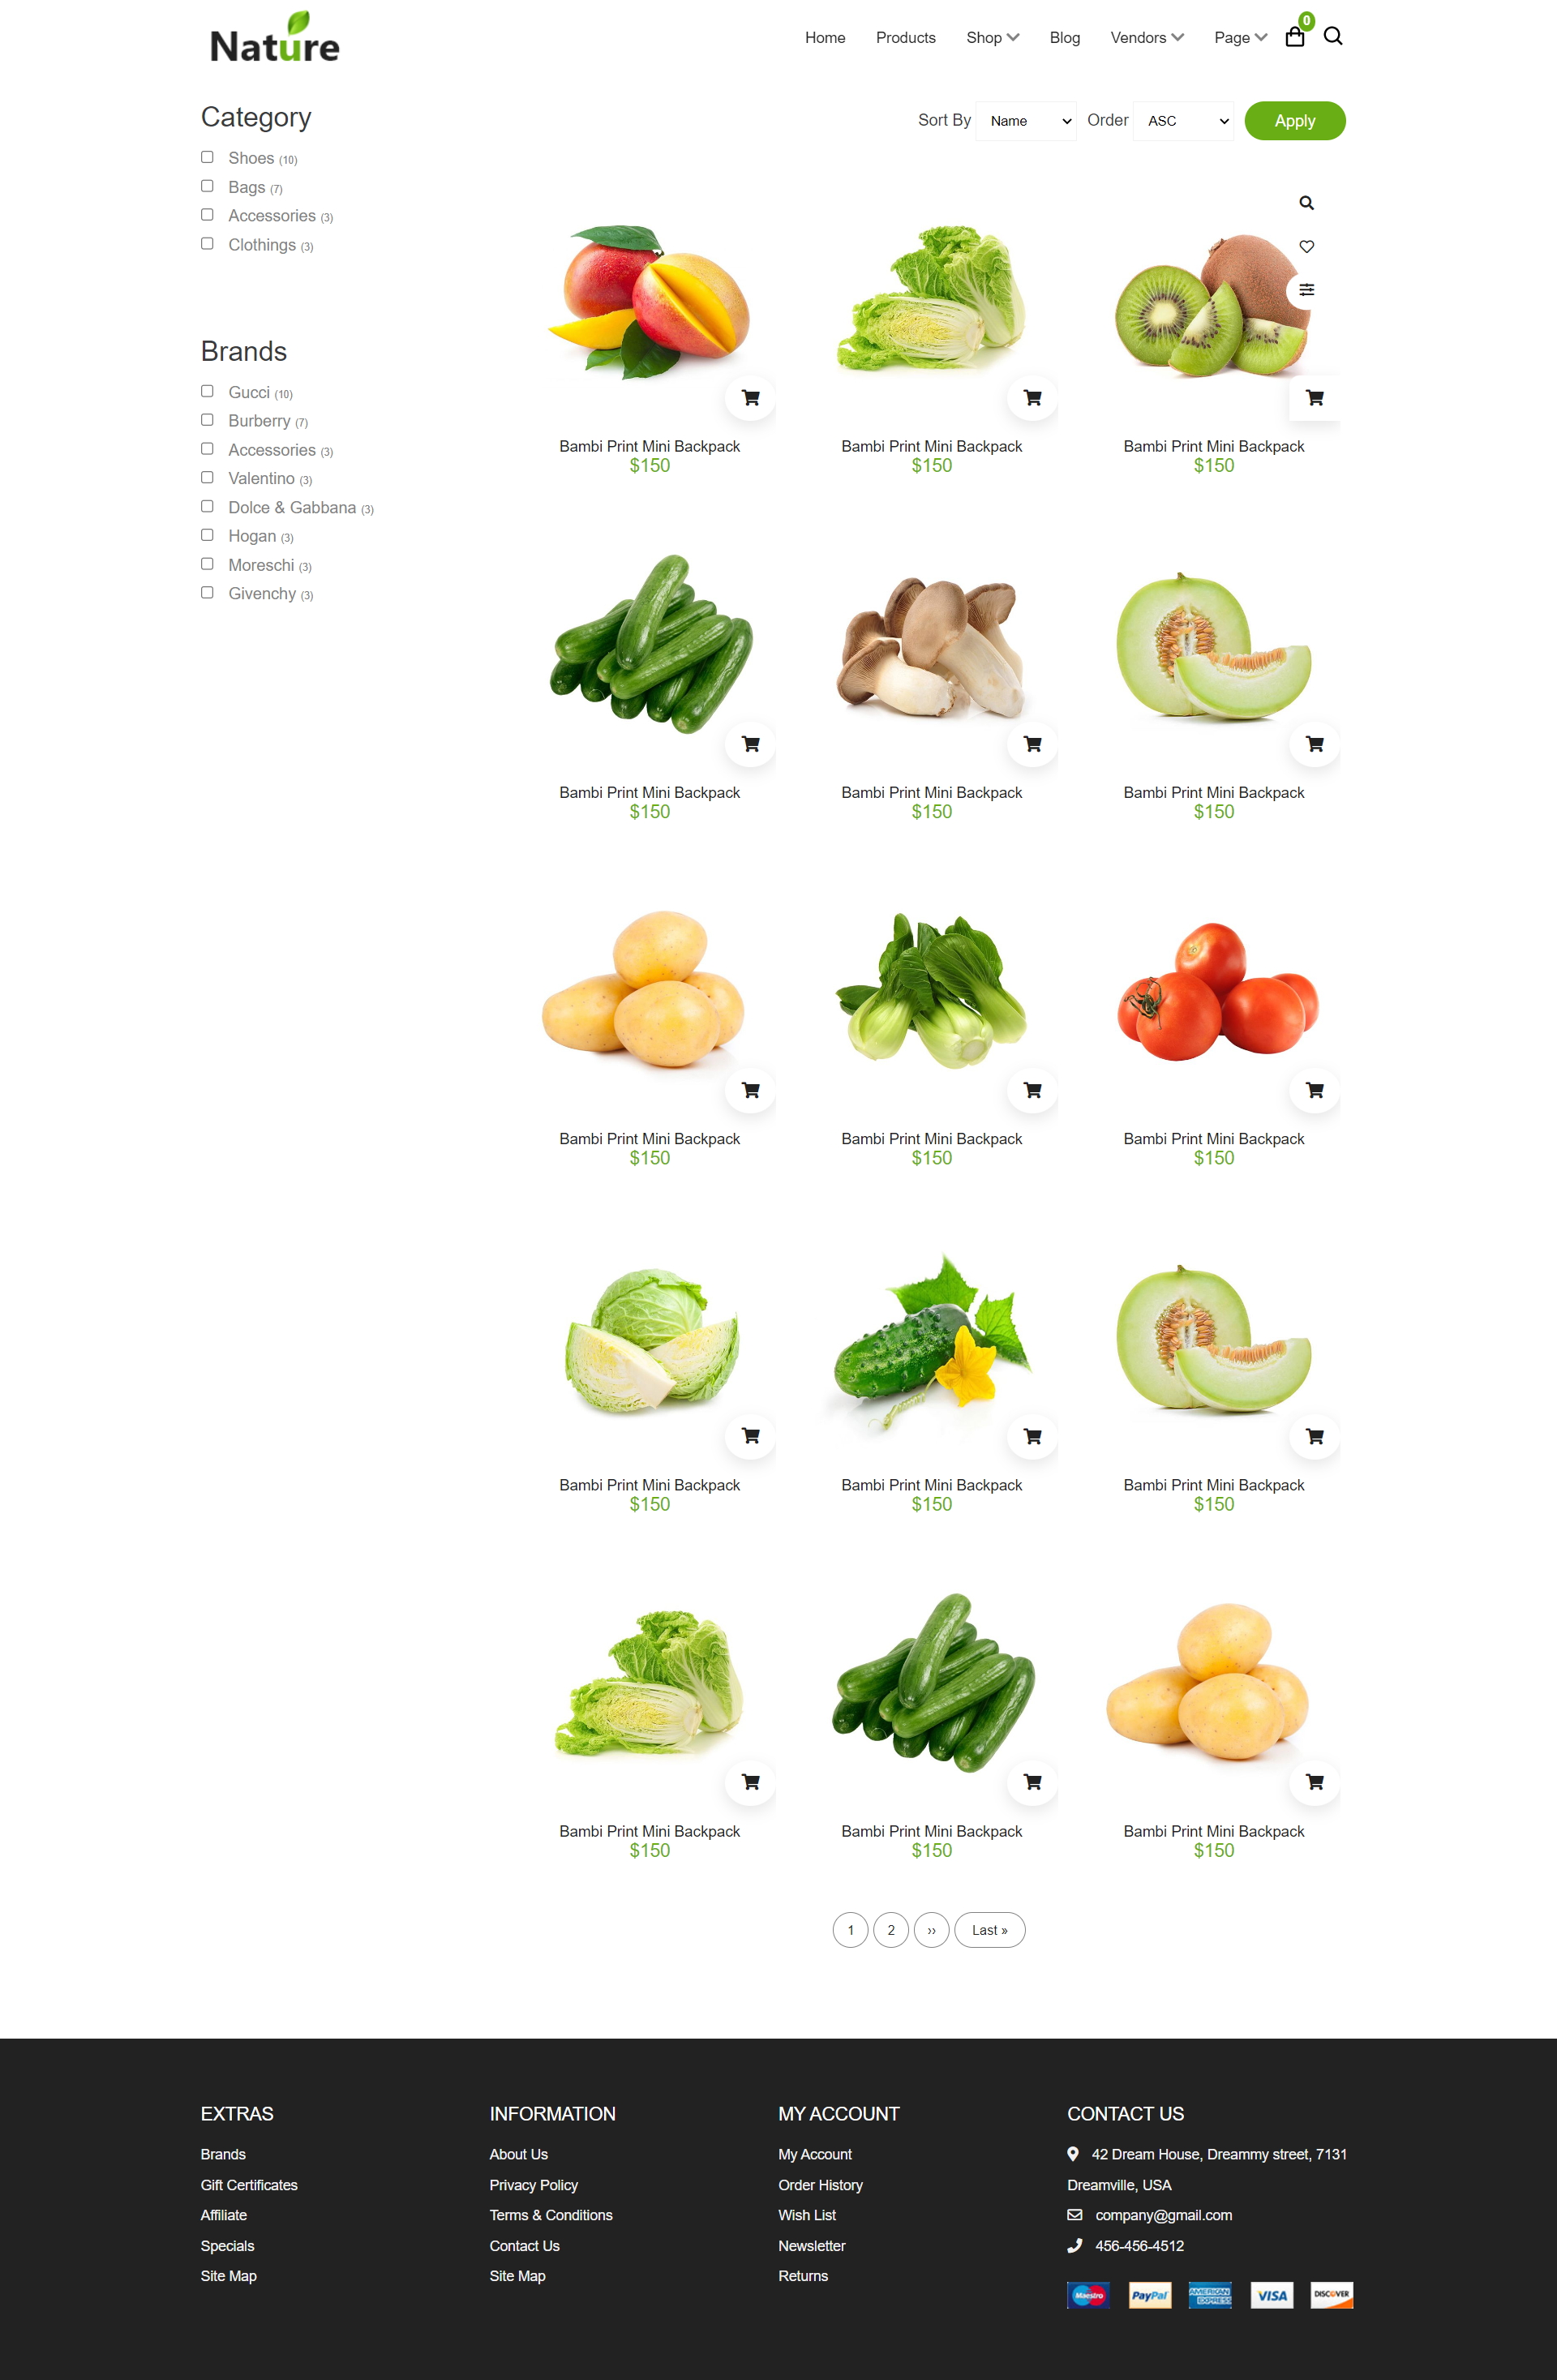 Nature
Home Products Shop Blog Vendors Page 0
Category
Shoes (10)
Bags (7)
Accessories (3)
Clothings (3)
Brands
Gucci (10)
Burberry (7)
Accessories (3)
Valentino (3)
Dolce & Gabbana (3)
Hogan (3)
Moreschi (3)
Givenchy (3)
Sort By Name Order ASC Apply
Bambi Print Mini Backpack Bambi Print Mini Backpack Bambi Print Mini Backpack
$150 $150 $150
Bambi Print Mini Backpack Bambi Print Mini Backpack Bambi Print Mini Backpack
$150 $150 $150
Bambi Print Mini Backpack Bambi Print Mini Backpack Bambi Print Mini Backpack
$150 $150 $150
Bambi Print Mini Backpack Bambi Print Mini Backpack Bambi Print Mini Backpack
$150 $150 $150
Bambi Print Mini Backpack Bambi Print Mini Backpack Bambi Print Mini Backpack
$150 $150 $150
1 2 ›› Last »
EXTRAS
Brands
Gift Certificates
Affiliate
Specials
Site Map
INFORMATION
About Us
Privacy Policy
Terms & Conditions
Contact Us
Site Map
MY ACCOUNT
My Account
Order History
Wish List
Newsletter
Returns
CONTACT US
42 Dream House, Dreammy street, 7131
Dreamville, USA
company@gmail.com
456-456-4512
Maestro PayPal AMERICAN EXPRESS VISA DISCOVER